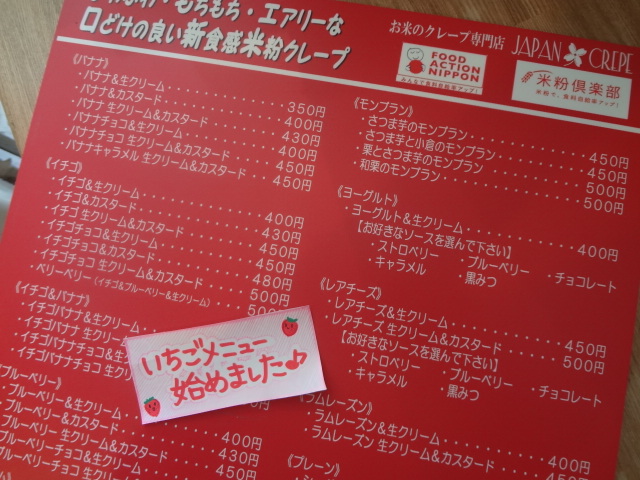 もちもち・エアリーな
口どけの良い新食感米粉クレープ
お米のクレープ専門店 JAPAN CREPE
FOOD ACTION NIPPON
米粉倶楽部
《バナナ》
・バナナ&生クリーム 350円
・バナナ&カスタード 400円
・バナナ 生クリーム&カスタード 430円
・バナナチョコ&生クリーム 400円
・バナナチョコ 生クリーム&カスタード 450円
・バナナキャラメル 生クリーム&カスタード 450円
《イチゴ》
・イチゴ&生クリーム 400円
・イチゴ&カスタード 430円
・イチゴ 生クリーム&カスタード 450円
・イチゴチョコ&生クリーム 450円
・イチゴチョコ&カスタード 480円
・イチゴチョコ 生クリーム&カスタード 500円
・ベリーベリー(イチゴ&ブルーベリー&生クリーム) 500円
《イチゴ&バナナ》
・イチゴバナナ&生
・イチゴバナナ 生ク
・イチゴバナナチョコ&生
・イチゴバナナチョコ 生
いちごメニュー
始めました♪
ブルーベリー》
ブルーベリー&生クリーム 400円
ブルーベリー&カスタード 430円
ブルーベリー 生クリーム&カスタード 450円
ブルーベリーチョコ&生クリーム
《モンブラン》
・さつま芋のモンブラン 450円
・さつま芋と小倉のモンブラン 450円
・栗とさつま芋のモンブラン 500円
・和栗のモンブラン 500円
《ヨーグルト》
・ヨーグルト&生クリーム 400円
【お好きなソースを選んで下さい】
・ストロベリー ・ブルーベリー ・チョコレート
・キャラメル ・黒みつ
《レアチーズ》
・レアチーズ&生クリーム 450円
・レアチーズ 生クリーム&カスタード 500円
【お好きなソースを選んで下さい】
・ストロベリー ・ブルーベリー ・チョコレート
・キャラメル ・黒みつ
《ラムレーズン》
・ラムレーズン&生クリーム 450円
・ラムレーズン 生クリーム&カスタード 500円
《プレーン》